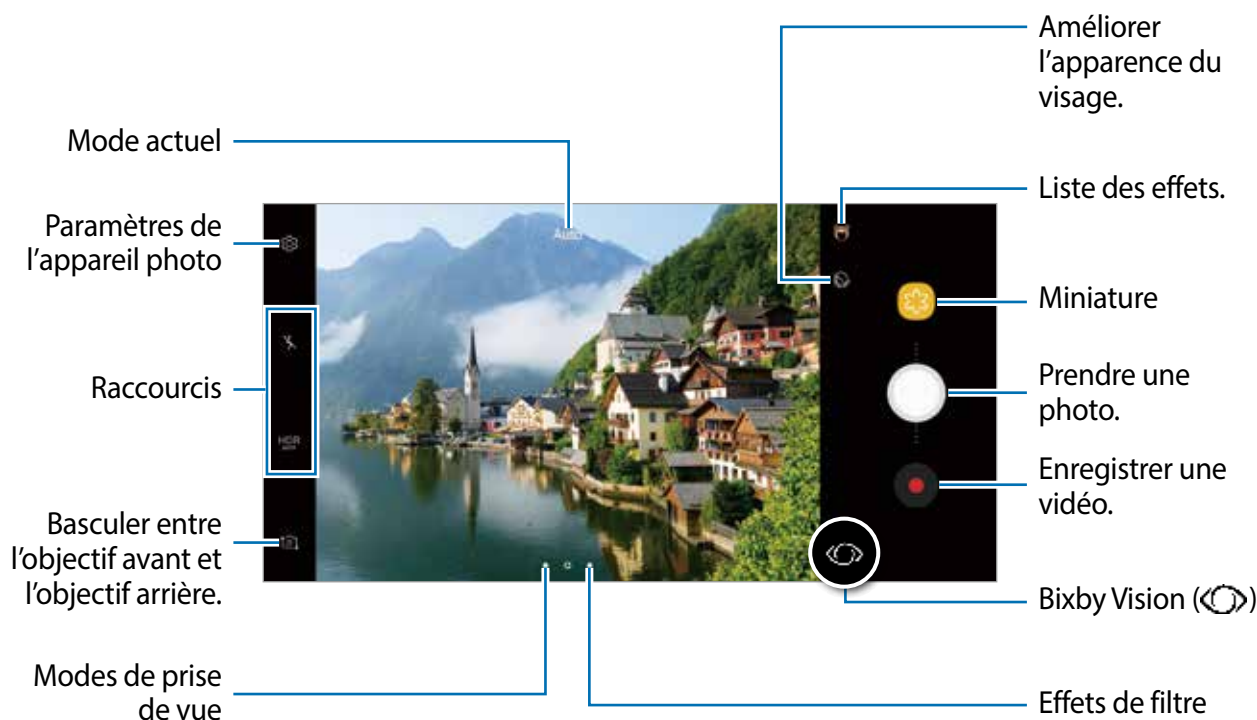 Améliorer
l'apparence du
visage.
Mode actuel
Liste des effets.
Paramètres de
l'appareil photo
Auto
Miniature
Raccourcis
Prendre une
photo.
HDR
Enregistrer une
vidéo.
Basculer entre
l'objectif avant et
l'objectif arrière.
Bixby Vision ()
Modes de prise
de vue
Effets de filtre